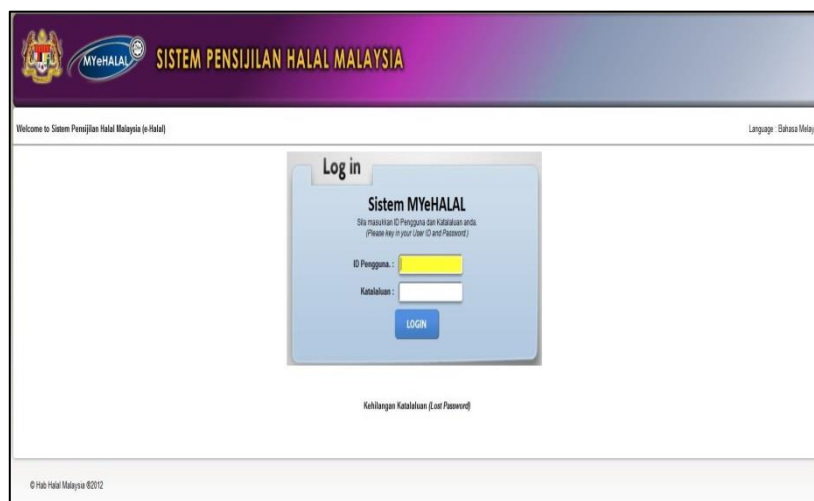 MYeHALAL SISTEM PENSIJILAN HALAL MALAYSIA
Welcome to Sistem Pensijilan Halal Malaysia (e-Halal)
Language : Bahasa Melay
Log in
Sistem MYeHALAL
Sila masukkan ID Pengguna dan Katalaluan anda.
(Please key in your User ID and Password.)
ID Pengguna. :
Katalaluan :
LOGIN
Kehilangan Katalaluan (Lost Password)
© Hab Halal Malaysia ®2012